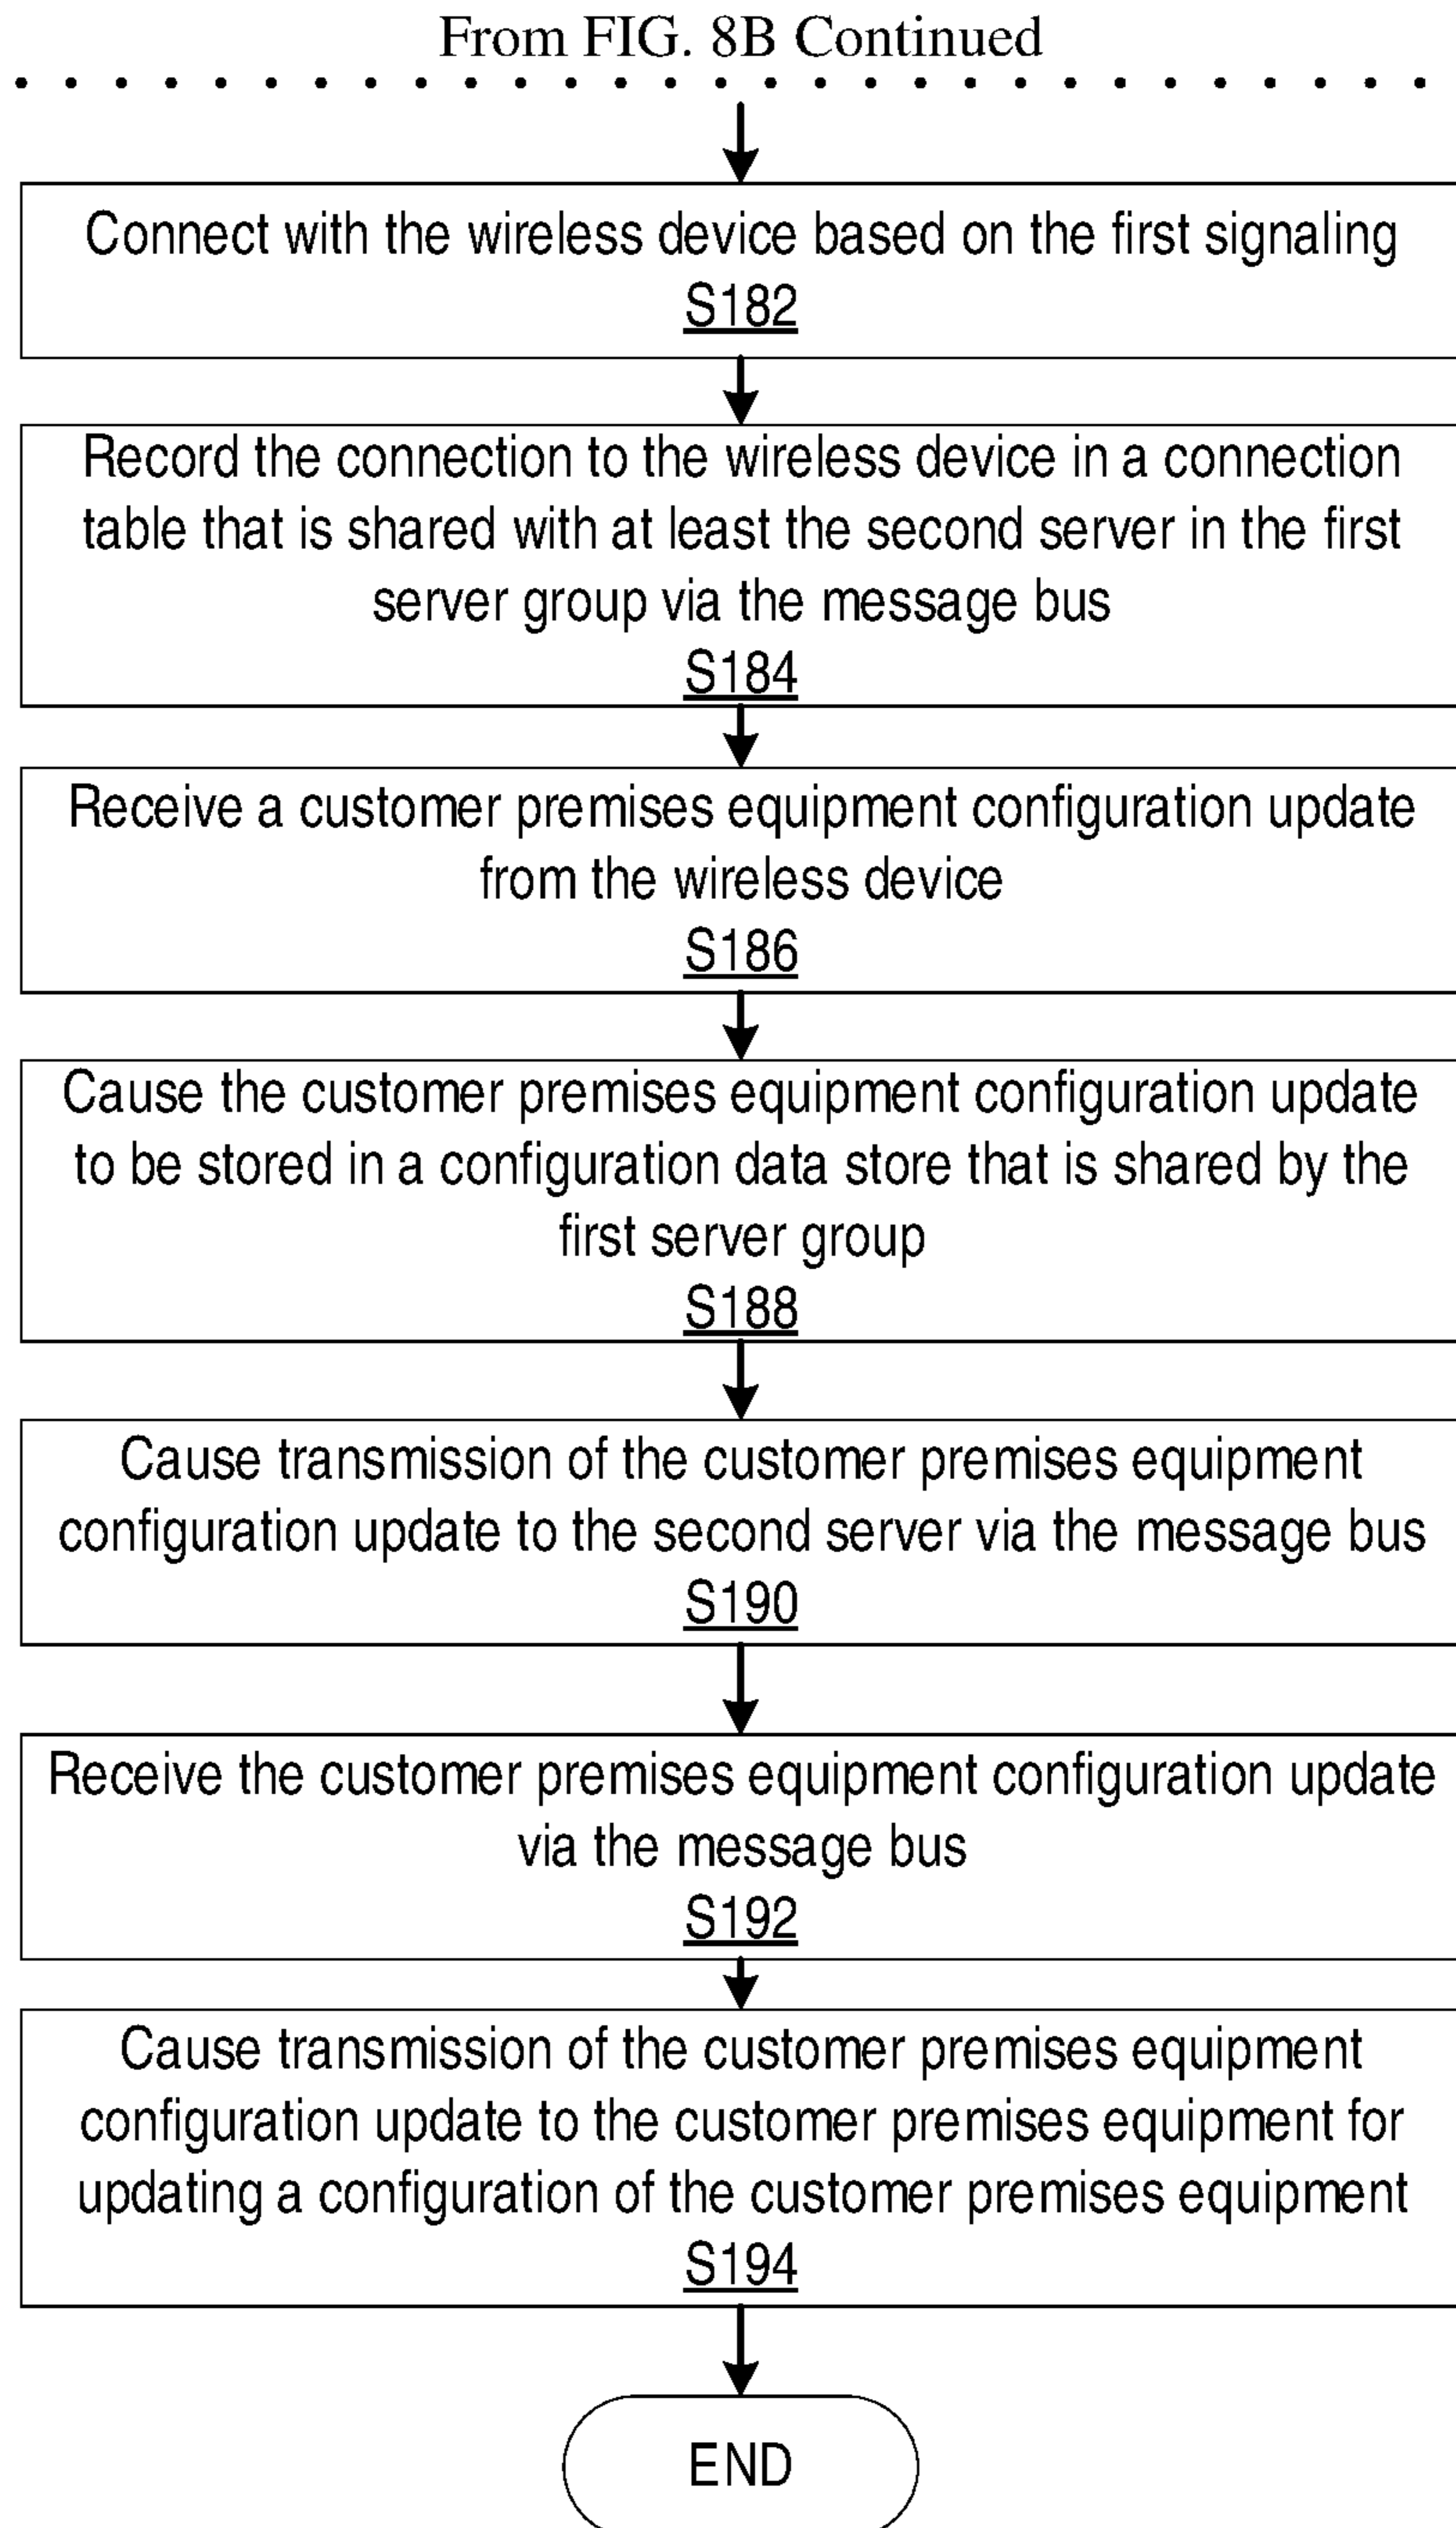 From FIG. 8B Continued
Connect with the wireless device based on the first signaling
S182
Record the connection to the wireless device in a connection
table that is shared with at least the second server in the first
server group via the message bus
S184
Receive a customer premises equipment configuration update
from the wireless device
S186
Cause the customer premises equipment configuration update
to be stored in a configuration data store that is shared by the
first server group
S188
Cause transmission of the customer premises equipment
configuration update to the second server via the message bus
S190
Receive the customer premises equipment configuration update
via the message bus
S192
Cause transmission of the customer premises equipment
configuration update to the customer premises equipment for
updating a configuration of the customer premises equipment
S194
END